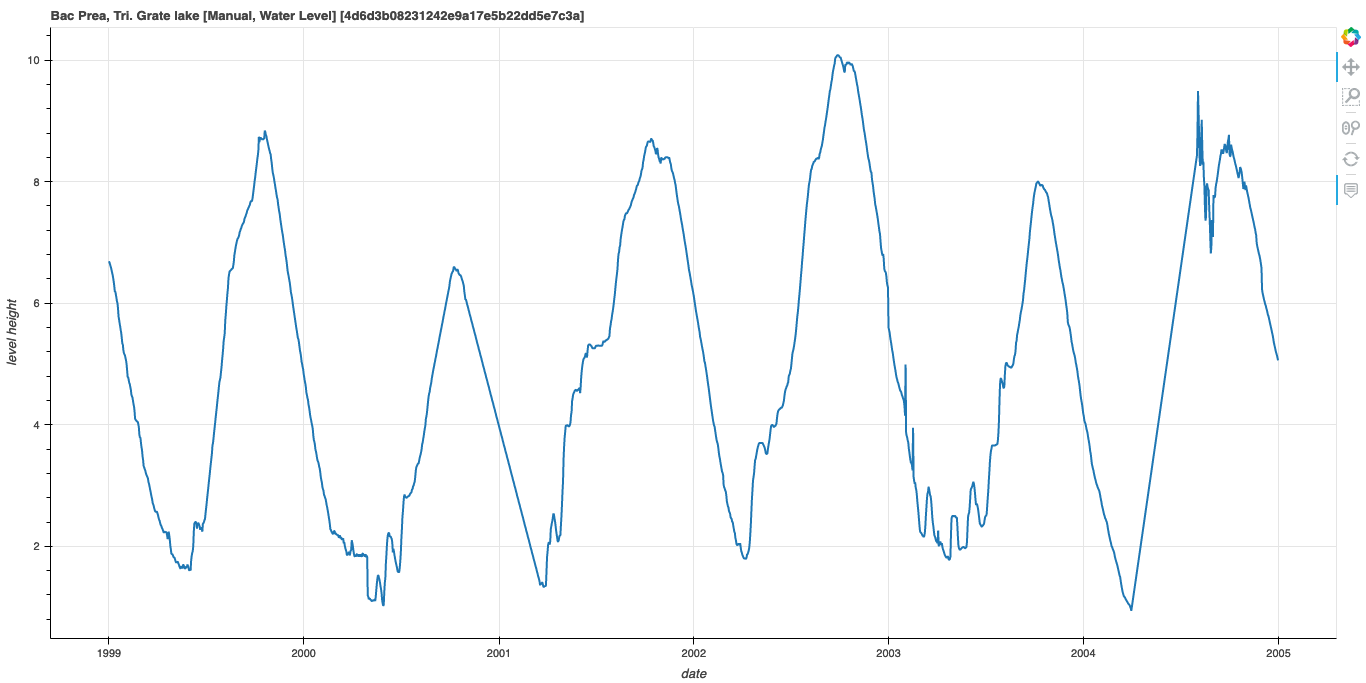 Bac Prea, Tri. Grate lake [Manual, Water Level] [4d6d3b08231242e9a17e5b22dd5e7c3a]
10
8
6
4
2
level height
1999 2000 2001 2002 2003 2004 2005
date